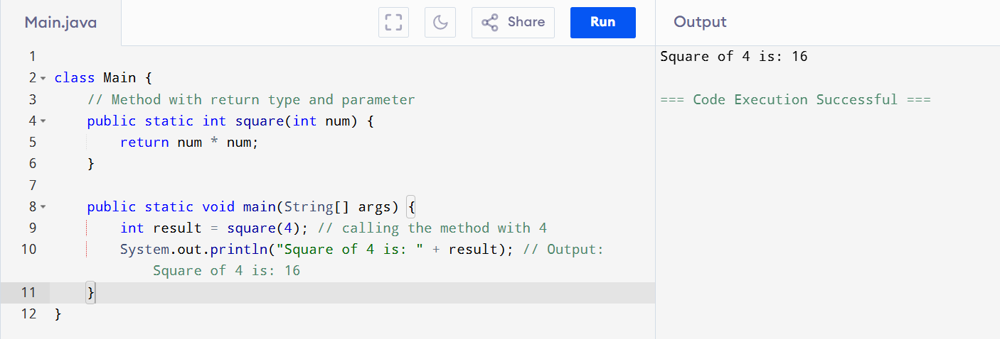 Main.java
Share
Run
Output
1
2 class Main {
3 // Method with return type and parameter
4 public static int square(int num) {
5 return num * num;
6 }
7
8 public static void main(String[] args) {
9 int result = square(4); // calling the method with 4
10 System.out.println("Square of 4 is: " + result); // Output:
Square of 4 is: 16
11 }
12 }
Square of 4 is: 16
=== Code Execution Successful ===